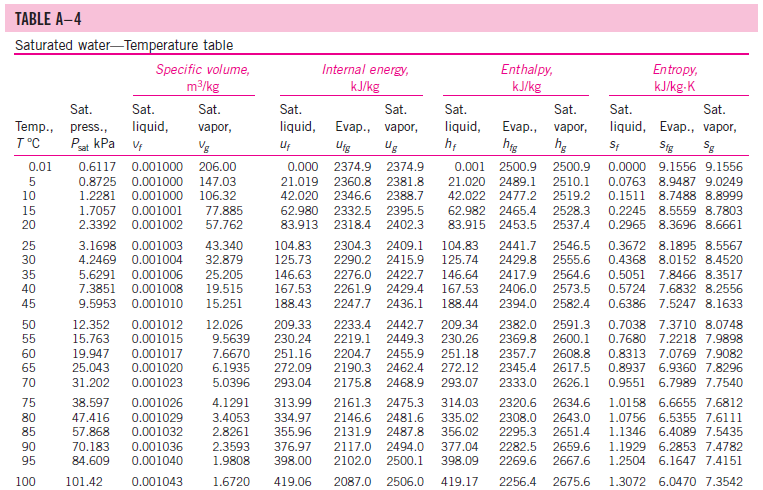 TABLE A–4
Saturated water—Temperature table
Specific volume, Internal energy, Enthalpy, Entropy,
m³/kg kJ/kg kJ/kg kJ/kg·K
Sat. Sat. Sat. Sat. Sat. Sat. Sat. Sat. Sat.
Temp., press., liquid, vapor, liquid, Evap., vapor, liquid, Evap., vapor, liquid, Evap., vapor,
T °C Psat kPa vf vg uf ufg ug hf hfg hg sf sfg sg
0.01 0.6117 0.001000 206.00 0.000 2374.9 2374.9 0.001 2500.9 2500.9 0.0000 9.1556 9.1556
5 0.8725 0.001000 147.03 21.019 2360.8 2381.8 21.020 2489.1 2510.1 0.0763 8.9487 9.0249
10 1.2281 0.001000 106.32 42.020 2346.6 2388.7 42.022 2477.2 2519.2 0.1511 8.7488 8.8999
15 1.7057 0.001001 77.885 62.980 2332.5 2395.5 62.982 2465.4 2528.3 0.2245 8.5559 8.7803
20 2.3392 0.001002 57.762 83.913 2318.4 2402.3 83.915 2453.5 2537.4 0.2965 8.3696 8.6661
25 3.1698 0.001003 43.340 104.83 2304.3 2409.1 104.83 2441.7 2546.5 0.3672 8.1895 8.5567
30 4.2469 0.001004 32.879 125.73 2290.2 2415.9 125.74 2429.8 2555.6 0.4368 8.0152 8.4520
35 5.6291 0.001006 25.205 146.63 2276.0 2422.7 146.64 2417.9 2564.6 0.5051 7.8466 8.3517
40 7.3851 0.001008 19.515 167.53 2261.9 2429.4 167.53 2406.0 2573.5 0.5724 7.6832 8.2556
45 9.5953 0.001010 15.251 188.43 2247.7 2436.1 188.44 2394.0 2582.4 0.6386 7.5247 8.1633
50 12.352 0.001012 12.026 209.33 2233.4 2442.7 209.34 2382.0 2591.3 0.7038 7.3710 8.0748
55 15.763 0.001015 9.5639 230.24 2219.1 2449.3 230.26 2369.8 2600.1 0.7680 7.2218 7.9898
60 19.947 0.001017 7.6670 251.16 2204.7 2455.9 251.18 2357.7 2608.8 0.8313 7.0769 7.9082
65 25.043 0.001020 6.1935 272.09 2190.3 2462.4 272.12 2345.4 2617.5 0.8937 6.9360 7.8296
70 31.202 0.001023 5.0396 293.04 2175.8 2468.9 293.07 2333.0 2626.1 0.9551 6.7989 7.7540
75 38.597 0.001026 4.1291 313.99 2161.3 2475.3 314.03 2320.6 2634.6 1.0158 6.6655 7.6812
80 47.416 0.001029 3.4053 334.97 2146.6 2481.6 335.02 2308.0 2643.0 1.0756 6.5355 7.6111
85 57.868 0.001032 2.8261 355.96 2131.9 2487.8 356.02 2295.3 2651.4 1.1346 6.4089 7.5435
90 70.183 0.001036 2.3593 376.97 2117.0 2494.0 377.04 2282.5 2659.6 1.1929 6.2853 7.4782
95 84.609 0.001040 1.9808 398.00 2102.0 2500.1 398.09 2269.6 2667.6 1.2504 6.1647 7.4151
100 101.42 0.001043 1.6720 419.06 2087.0 2506.0 419.17 2256.4 2675.6 1.3072 6.0470 7.3542